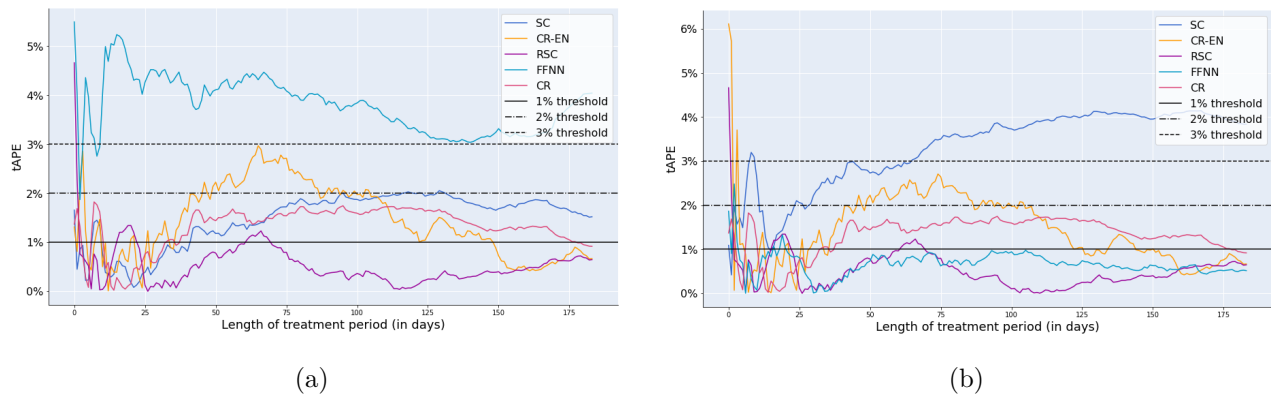 5%
4%
3%
2%
1%
0%
tAPE
0
25
50
75
100
125
150
175
Length of treatment period (in days)
SC
CR-EN
RSC
FFNN
CR
1% threshold
2% threshold
3% threshold
(a)
6%
5%
4%
3%
2%
1%
0%
tAPE
0
25
50
75
100
125
150
175
Length of treatment period (in days)
SC
CR-EN
RSC
FFNN
CR
1% threshold
2% threshold
3% threshold
(b)